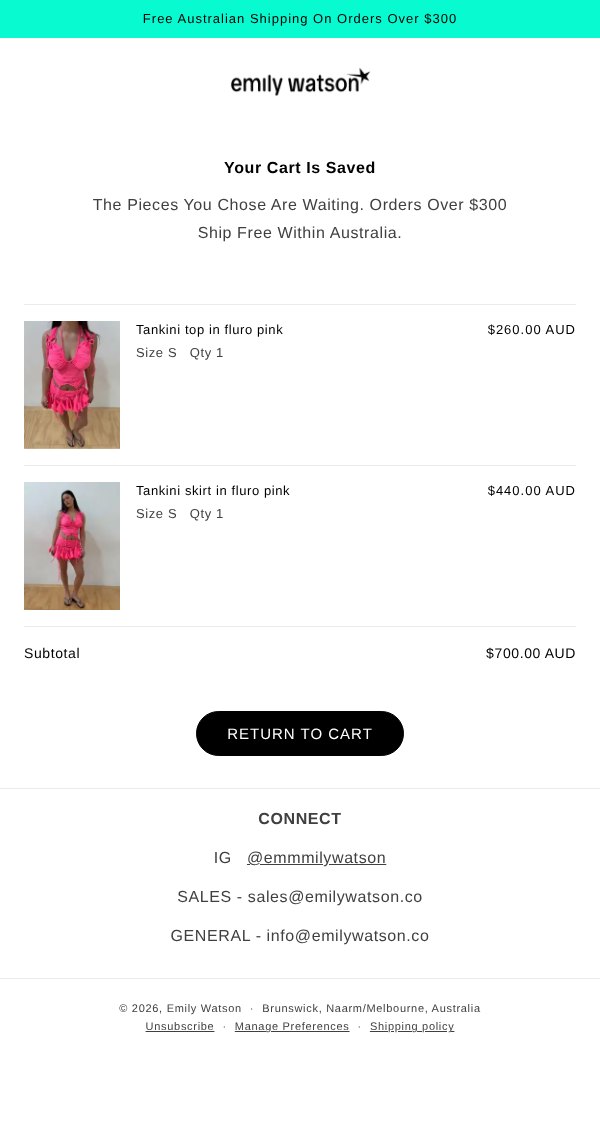 Free Australian Shipping On Orders Over $300
emily watson
Your Cart Is Saved
The Pieces You Chose Are Waiting. Orders Over $300
Ship Free Within Australia.
Tankini top in fluro pink $260.00 AUD
Size S Qty 1
Tankini skirt in fluro pink $440.00 AUD
Size S Qty 1
Subtotal $700.00 AUD
RETURN TO CART
CONNECT
IG @emmmilywatson
SALES - sales@emilywatson.co
GENERAL - info@emilywatson.co
© 2026, Emily Watson · Brunswick, Naarm/Melbourne, Australia
Unsubscribe · Manage Preferences · Shipping policy